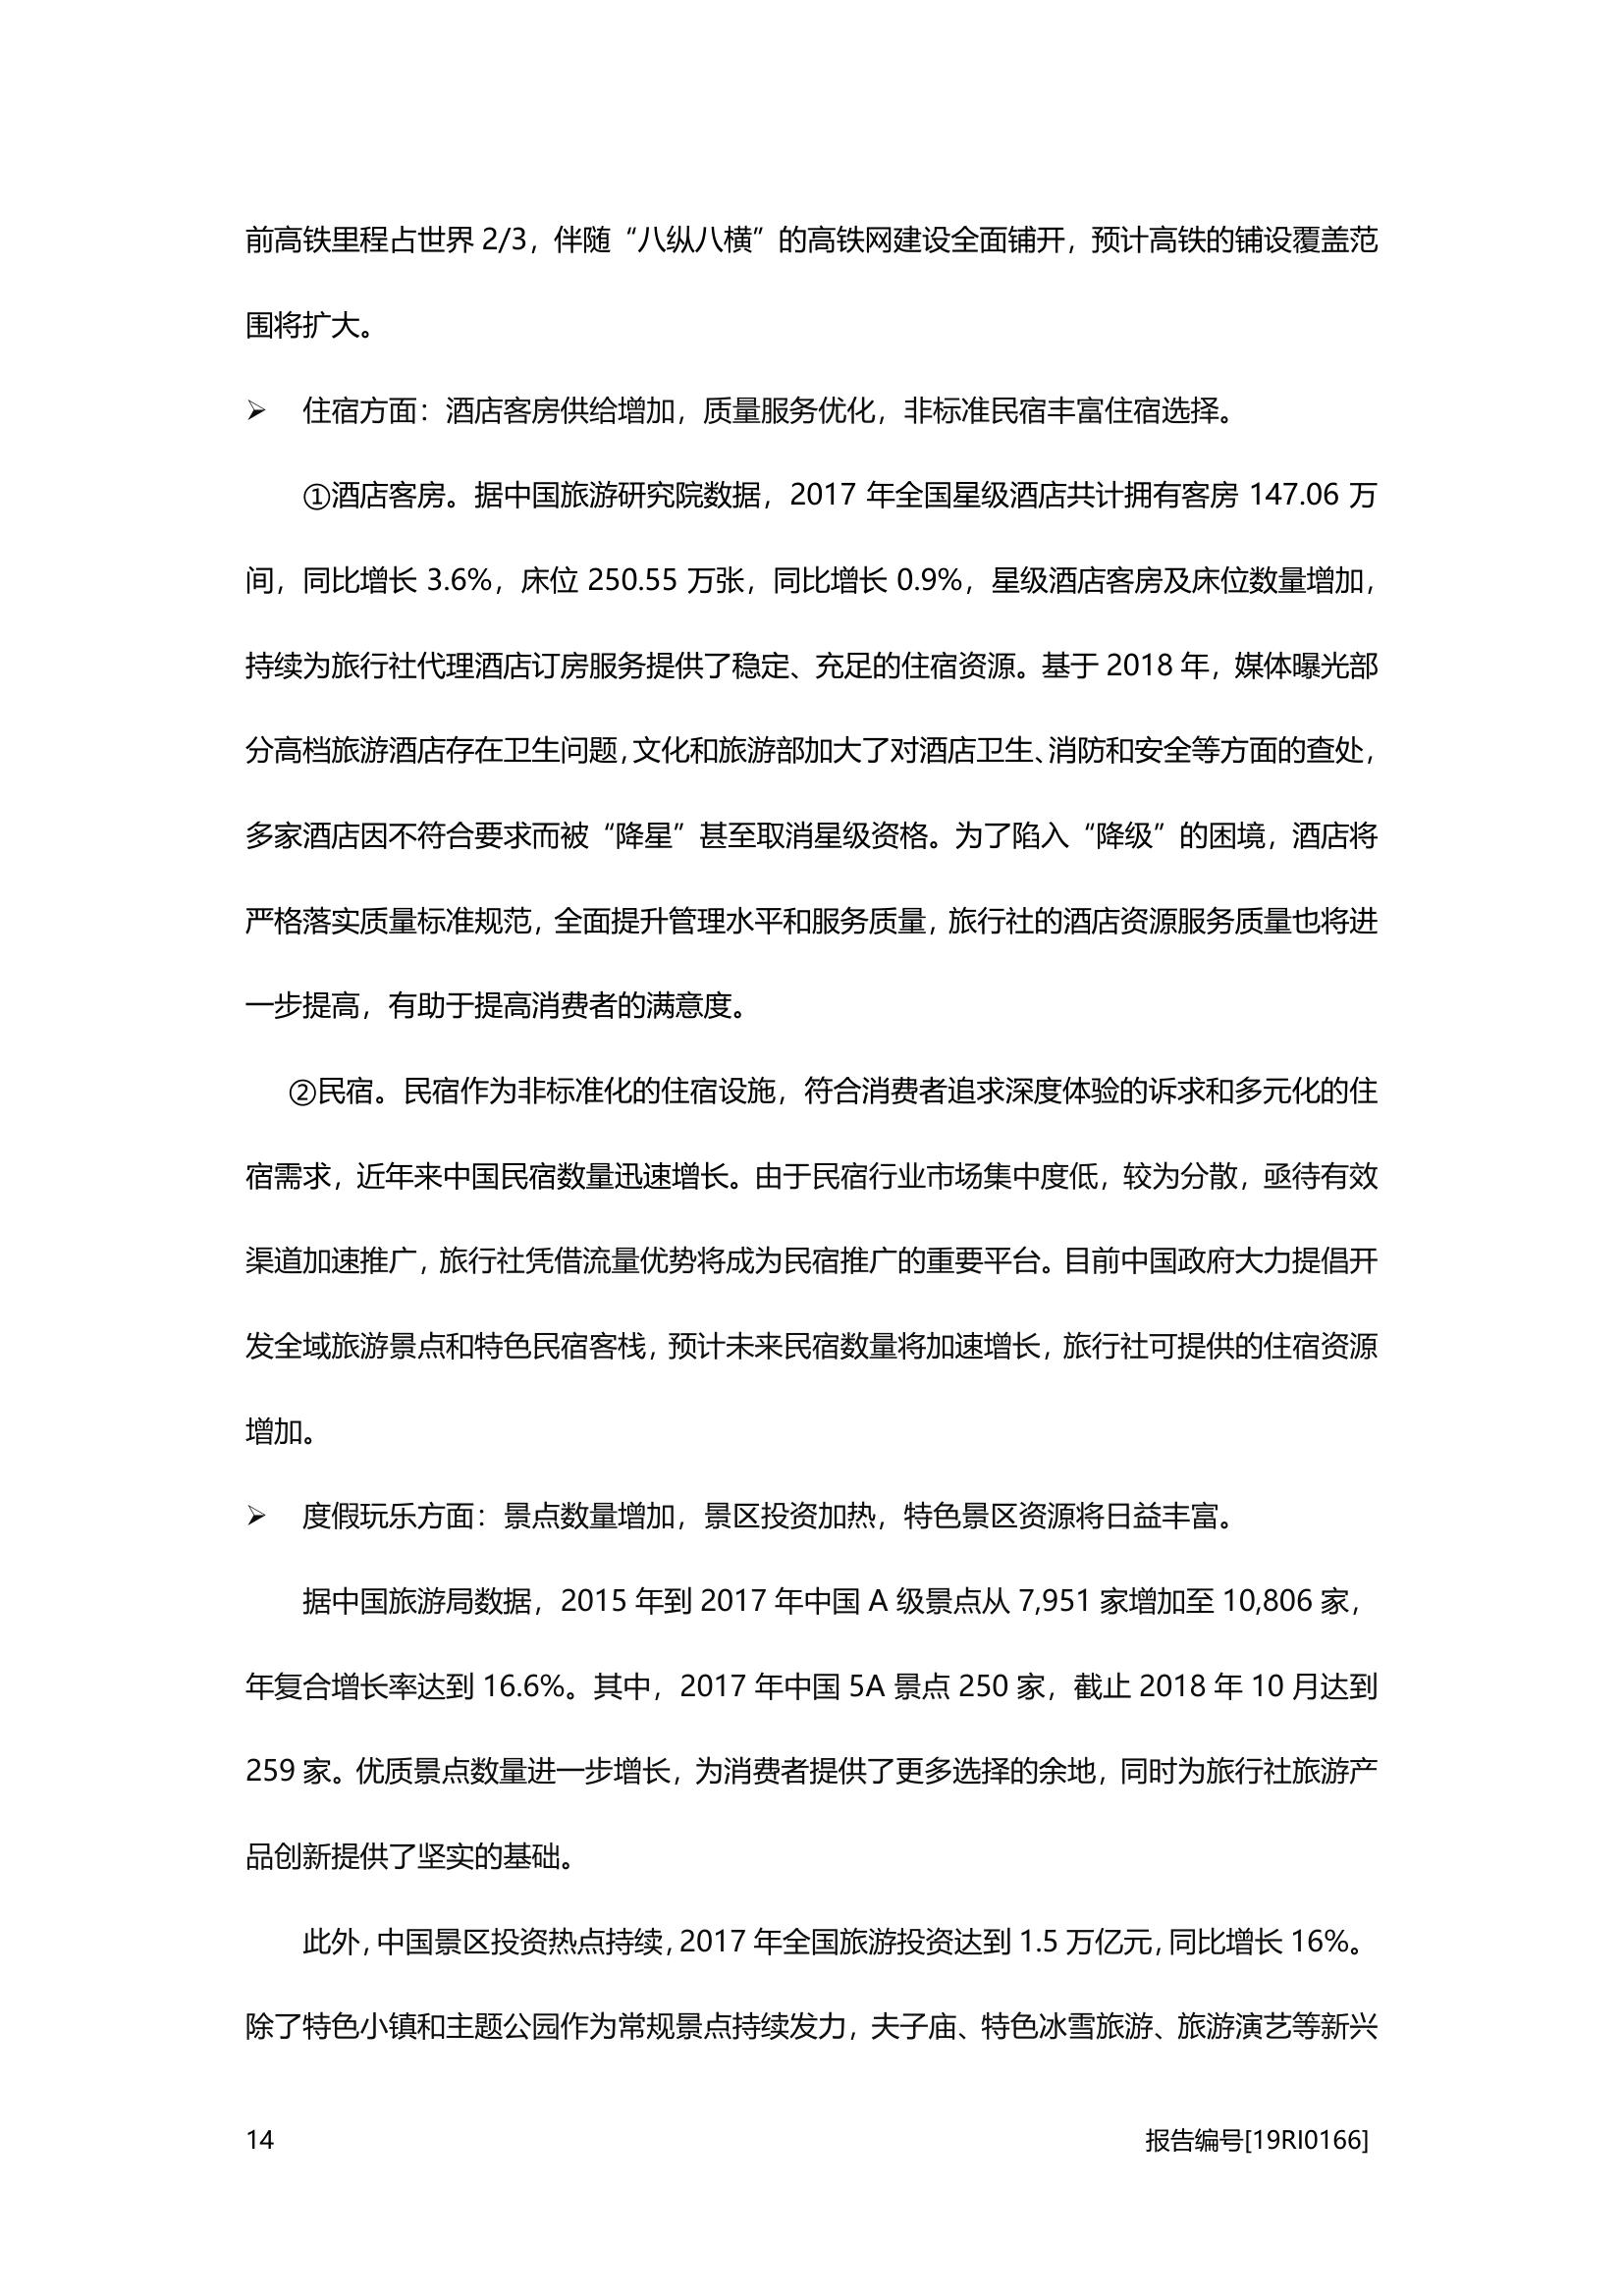 前高铁里程占世界 2/3，伴随“八纵八横”的高铁网建设全面铺开，预计高铁的铺设覆盖范
围将扩大。
➢ 住宿方面：酒店客房供给增加，质量服务优化，非标准民宿丰富住宿选择。
①酒店客房。据中国旅游研究院数据，2017 年全国星级酒店共计拥有客房 147.06 万
间，同比增长 3.6%，床位 250.55 万张，同比增长 0.9%，星级酒店客房及床位数量增加，
持续为旅行社代理酒店订房服务提供了稳定、充足的住宿资源。基于 2018 年，媒体曝光部
分高档旅游酒店存在卫生问题，文化和旅游部加大了对酒店卫生、消防和安全等方面的查处，
多家酒店因不符合要求而被“降星”甚至取消星级资格。为了陷入“降级”的困境，酒店将
严格落实质量标准规范，全面提升管理水平和服务质量，旅行社的酒店资源服务质量也将进
一步提高，有助于提高消费者的满意度。
②民宿。民宿作为非标准化的住宿设施，符合消费者追求深度体验的诉求和多元化的住
宿需求，近年来中国民宿数量迅速增长。由于民宿行业市场集中度低，较为分散，亟待有效
渠道加速推广，旅行社凭借流量优势将成为民宿推广的重要平台。目前中国政府大力提倡开
发全域旅游景点和特色民宿客栈，预计未来民宿数量将加速增长，旅行社可提供的住宿资源
增加。
➢ 度假玩乐方面：景点数量增加，景区投资加热，特色景区资源将日益丰富。
据中国旅游局数据，2015 年到 2017 年中国 A 级景点从 7,951 家增加至 10,806 家，
年复合增长率达到 16.6%。其中，2017 年中国 5A 景点 250 家，截止 2018 年 10 月达到
259 家。优质景点数量进一步增长，为消费者提供了更多选择的余地，同时为旅行社旅游产
品创新提供了坚实的基础。
此外，中国景区投资热点持续，2017 年全国旅游投资达到 1.5 万亿元，同比增长 16%。
除了特色小镇和主题公园作为常规景点持续发力，夫子庙、特色冰雪旅游、旅游演艺等新兴
14 报告编号[19RI0166]